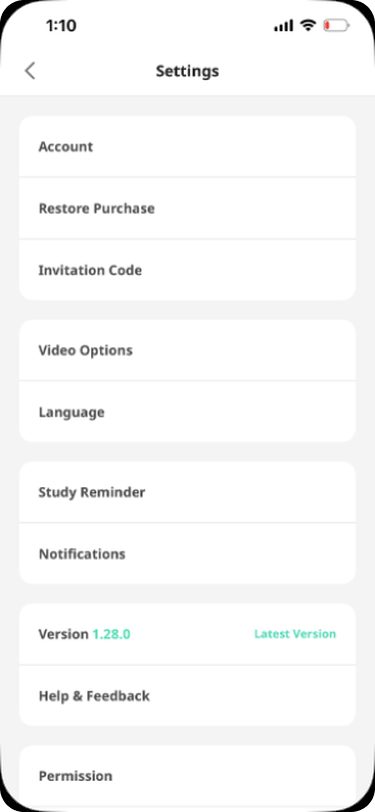 1:10
Settings
Account
Restore Purchase
Invitation Code
Video Options
Language
Study Reminder
Notifications
Version 1.28.0 Latest Version
Help & Feedback
Permission